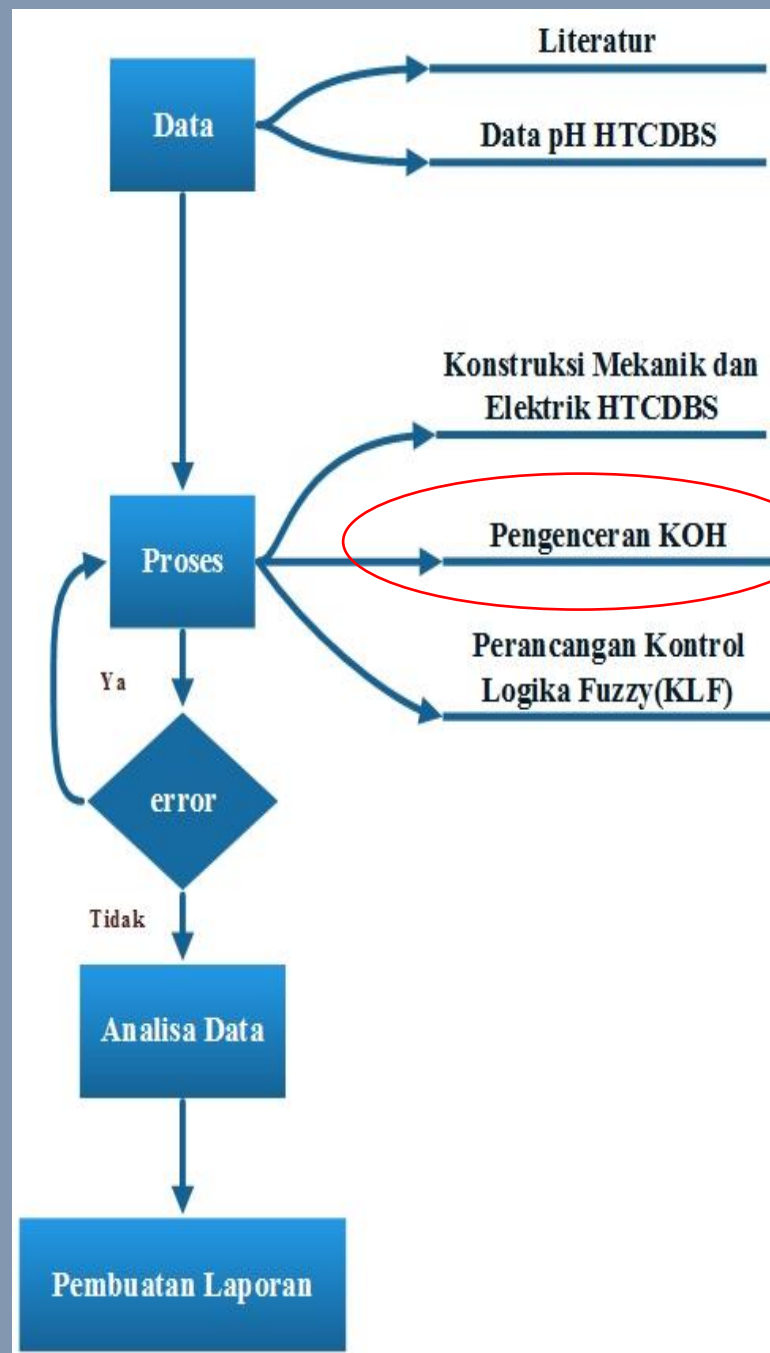 Literatur
Data
Data pH HTCDBS
Konstruksi Mekanik dan
Elektrik HTCDBS
Proses
Pengenceran KOH
Perancangan Kontrol
Logika Fuzzy(KLF)
Ya
error
Tidak
Analisa Data
Pembuatan Laporan